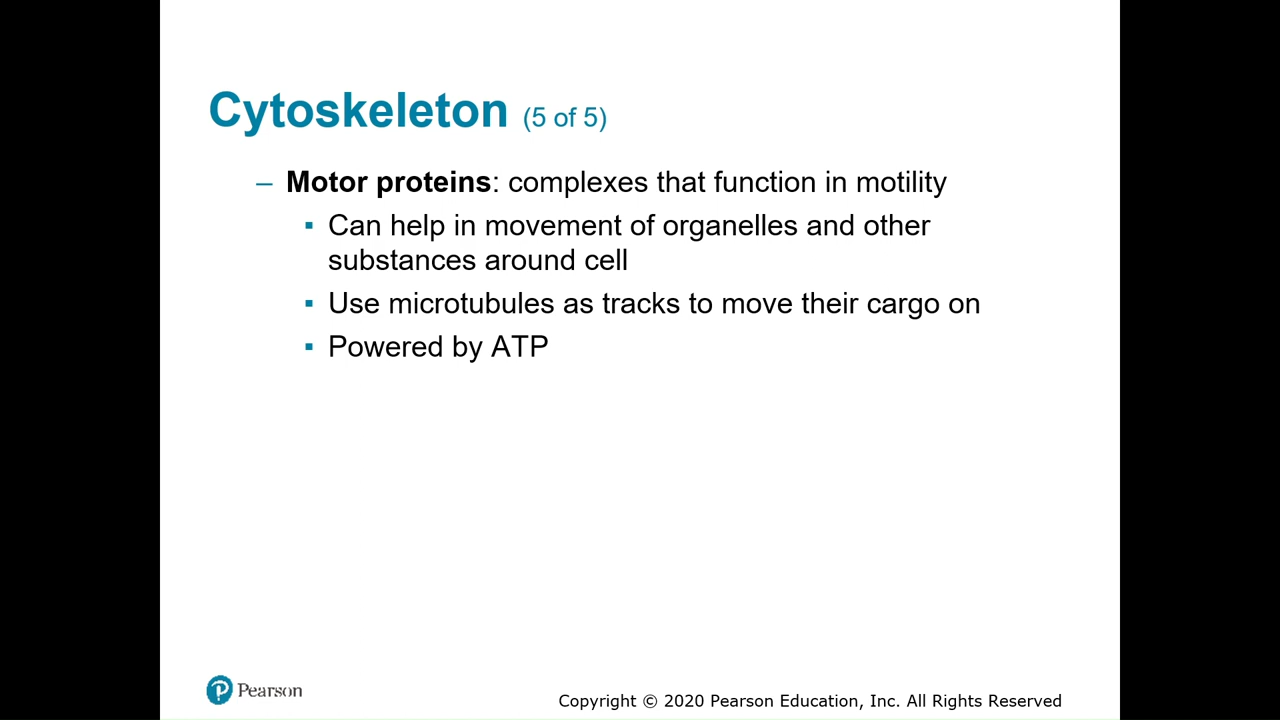 Cytoskeleton (5 of 5)
– Motor proteins: complexes that function in motility
▪ Can help in movement of organelles and other
substances around cell
▪ Use microtubules as tracks to move their cargo on
▪ Powered by ATP
Pearson
Copyright © 2020 Pearson Education, Inc. All Rights Reserved